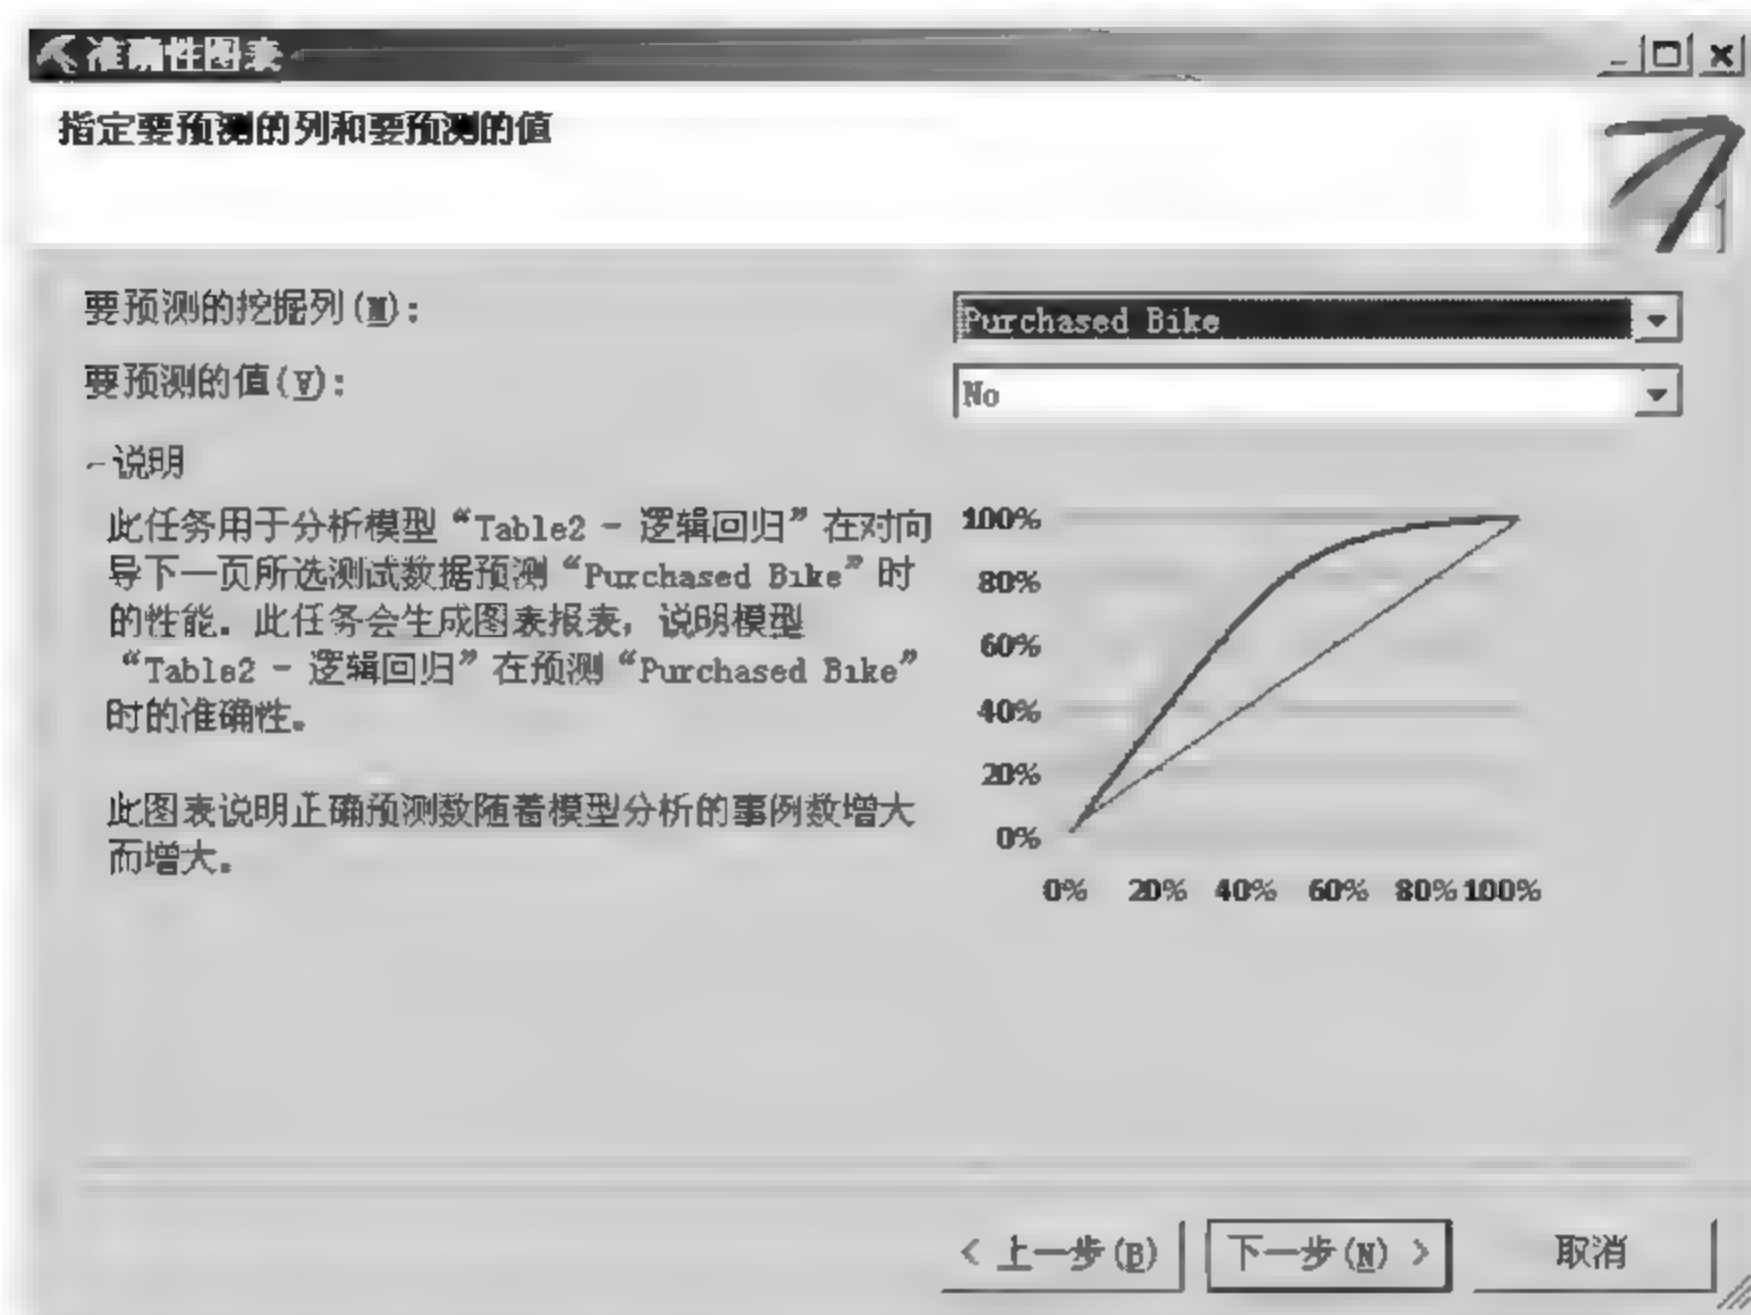 准确性图表
指定要预测的列和要预测的值
要预测的挖掘列(M):
Purchased Bike
要预测的值(V):
No
说明
此任务用于分析模型“Table2 - 逻辑回归”在对向
导下一页所选测试数据预测“Purchased Bike”时
的性能。此任务会生成图表报表，说明模型
“Table2 - 逻辑回归”在预测“Purchased Bike”
时的准确性。
此图表说明正确预测数随着模型分析的事例数增大
而增大。
100%
80%
60%
40%
20%
0%
0% 20% 40% 60% 80% 100%
< 上一步(B)
下一步(N) >
取消